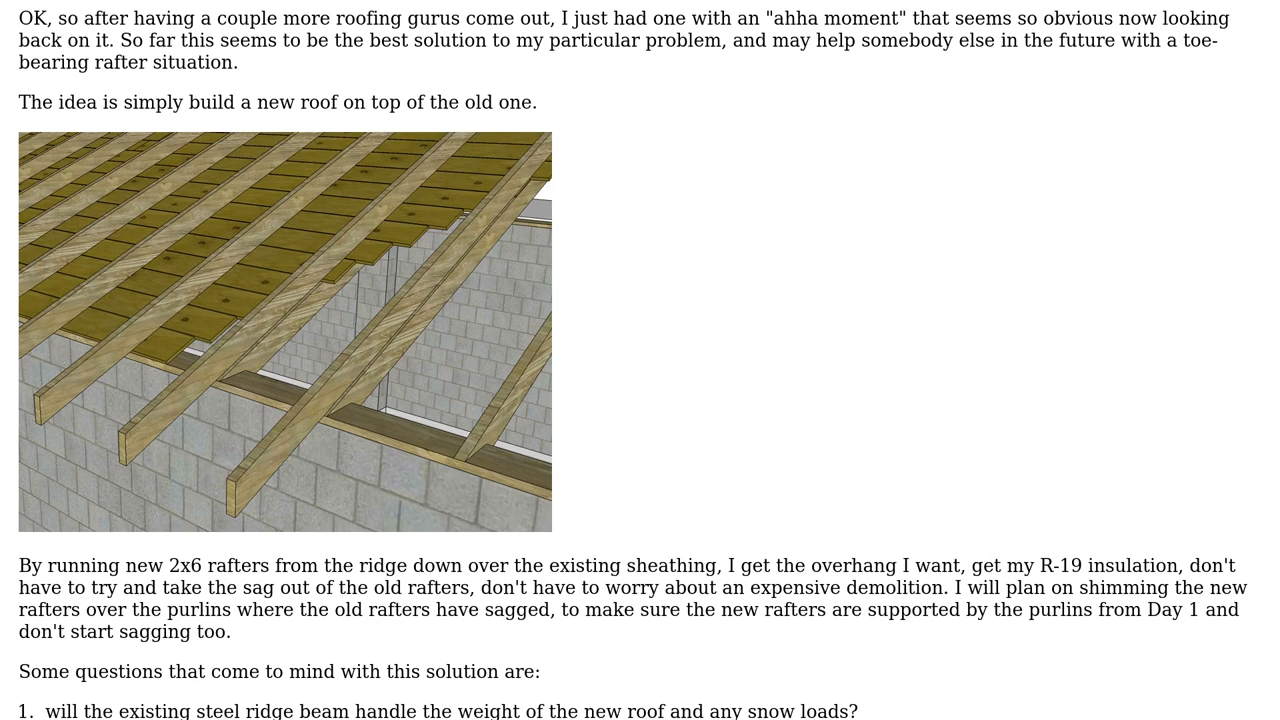 OK, so after having a couple more roofing gurus come out, I just had one with an "ahha moment" that seems so obvious now looking
back on it. So far this seems to be the best solution to my particular problem, and may help somebody else in the future with a toe-
bearing rafter situation.
The idea is simply build a new roof on top of the old one.
By running new 2x6 rafters from the ridge down over the existing sheathing, I get the overhang I want, get my R-19 insulation, don't
have to try and take the sag out of the old rafters, don't have to worry about an expensive demolition. I will plan on shimming the new
rafters over the purlins where the old rafters have sagged, to make sure the new rafters are supported by the purlins from Day 1 and
don't start sagging too.
Some questions that come to mind with this solution are:
1. will the existing steel ridge beam handle the weight of the new roof and any snow loads?